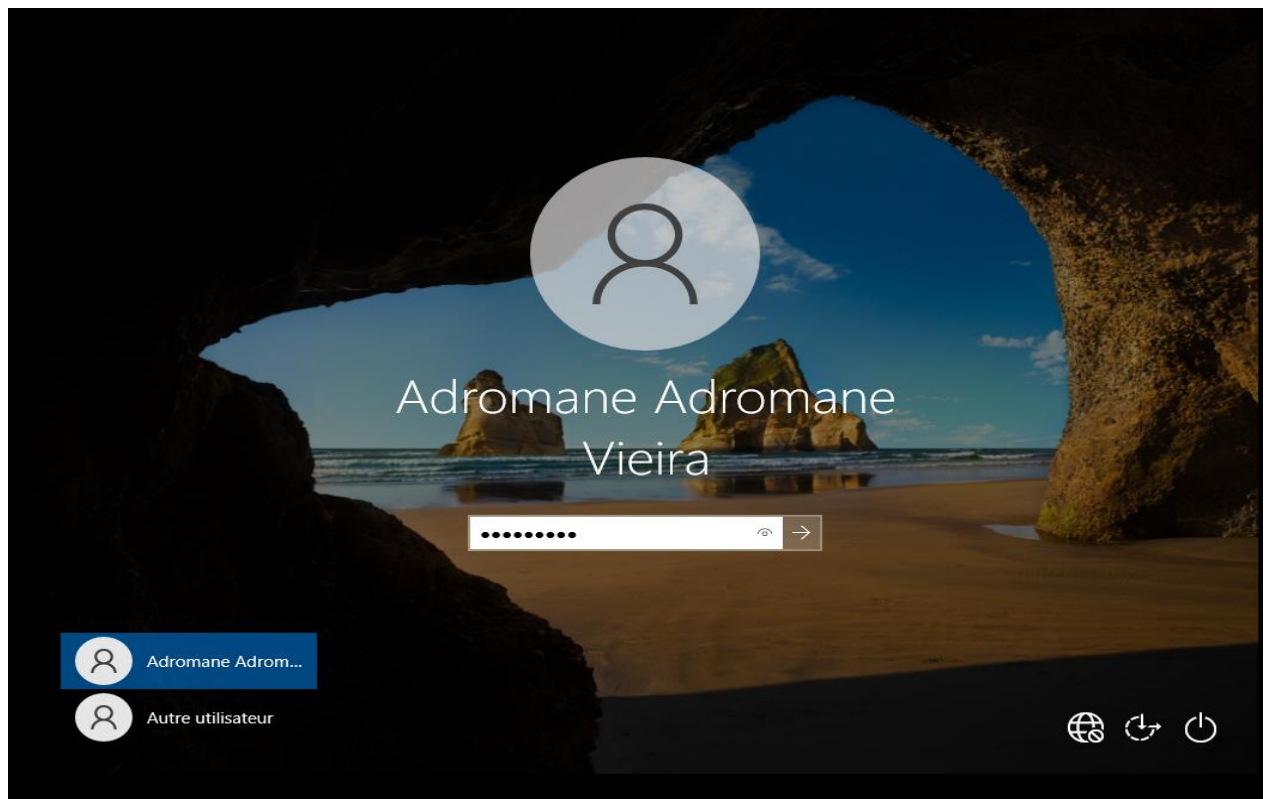 Adromane Adromane
Vieira
•••••••••
Adromane Adrom...
Autre utilisateur